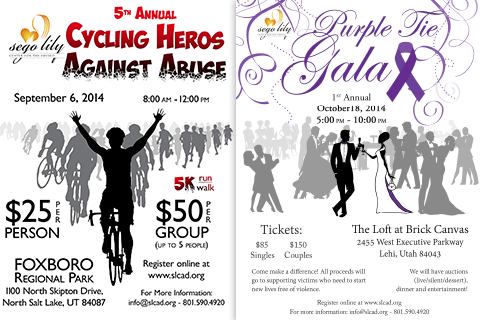 5TH ANNUAL
sego lily
CYCLING HEROS
AGAINST ABUSE
September 6, 2014
8:00 AM - 12:00 PM
5K run
walk
$25 PER
PERSON
$50 PER
GROUP
(UP TO 5 PEOPLE)
FOXBORO
REGIONAL PARK
1100 North Skipton Drive,
North Salt Lake, UT 84087
Register online at
www.slcad.org
For More Information:
info@slcad.org - 801.590.4920
sego lily
Purple Tie
Gala
1st Annual
October18, 2014
5:00 PM - 10:00 PM
Tickets:
$85 $150
Singles Couples
The Loft at Brick Canvas
2455 West Executive Parkway
Lehi, Utah 84043
Come make a difference! All proceeds
will go to supporting victims who need to start
new lives free of violence.
We will have auctions
(live/silent/dessert),
dinner and entertainment!
Register online at www.slcad.org
For more information: info@slcad.org - 801.590.4920